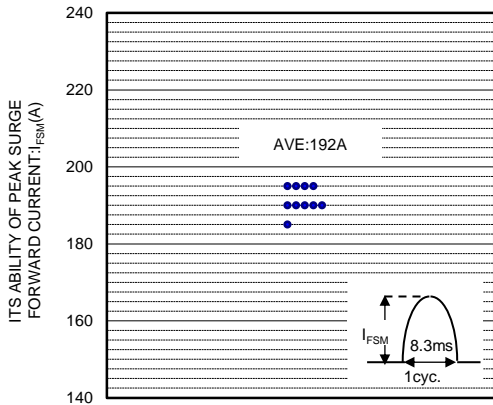 240
220
200
180
160
140
ITS ABILITY OF PEAK SURGE
FORWARD CURRENT:IFSM(A)
AVE:192A
IFSM
8.3ms
1cyc.